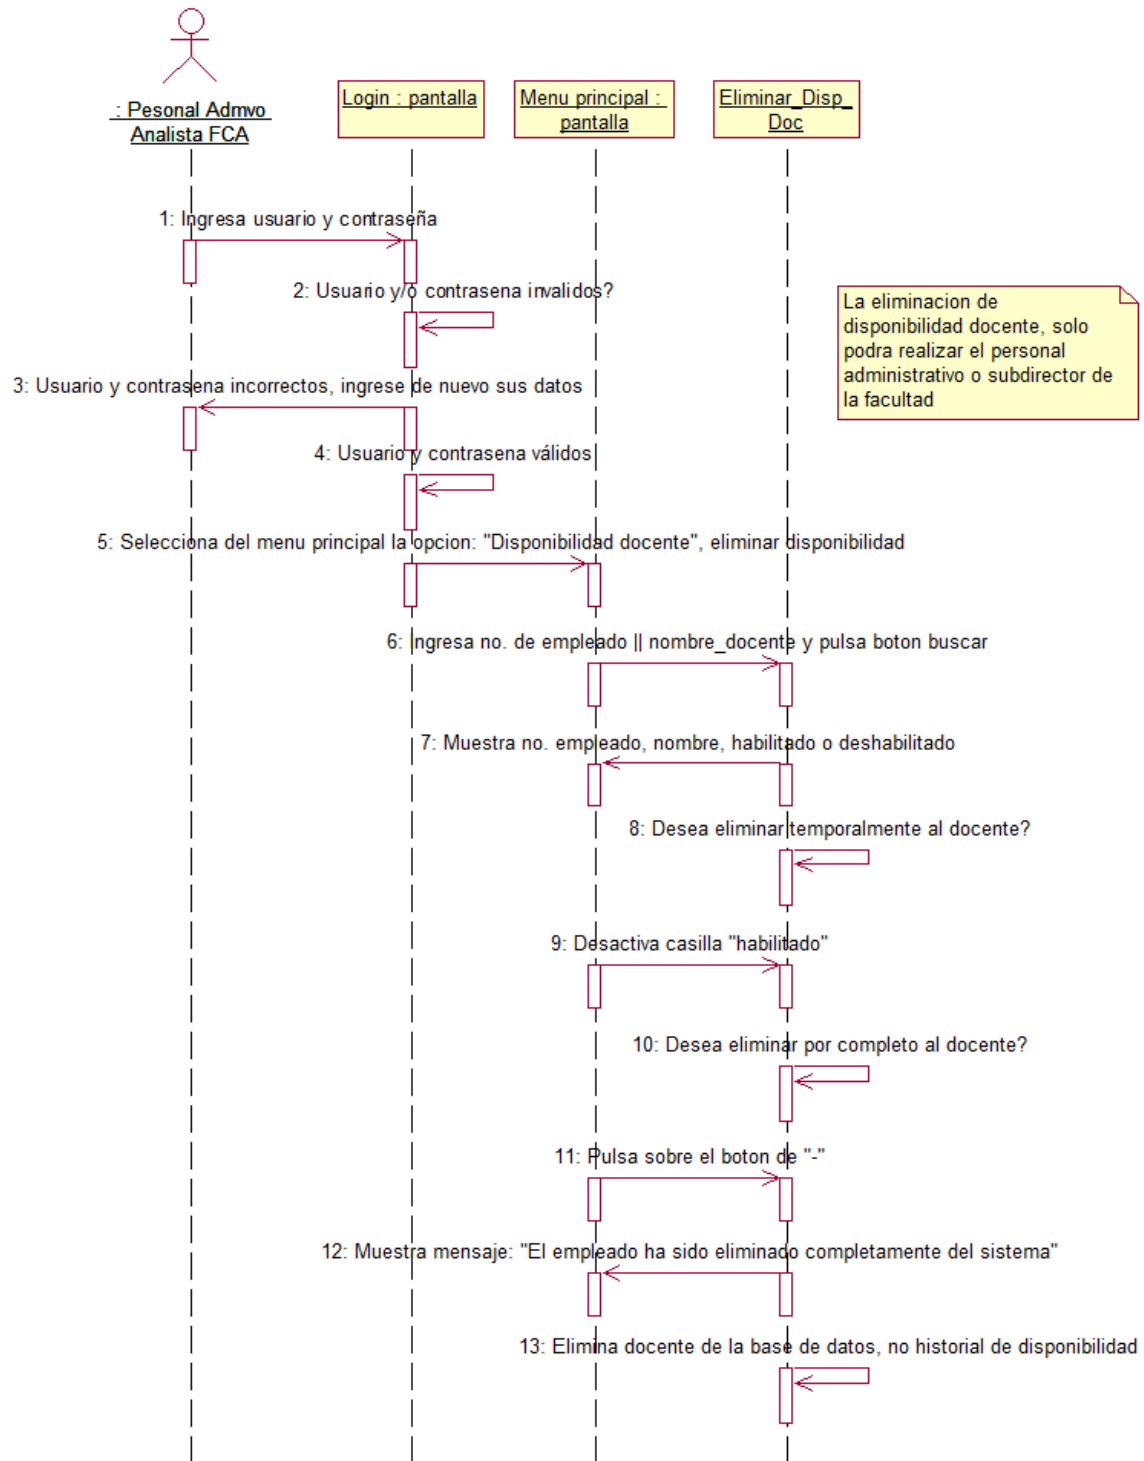 : Pesonal Admvo
Analista FCA
Login : pantalla
Menu principal :
pantalla
Eliminar_Disp_
Doc
1: Ingresa usuario y contraseña
2: Usuario y/o contrasena invalidos?
La eliminacion de
disponibilidad docente, solo
podra realizar el personal
administrativo o subdirector de
la facultad
3: Usuario y contrasena incorrectos, ingrese de nuevo sus datos
4: Usuario y contrasena válidos
5: Selecciona del menu principal la opcion: "Disponibilidad docente", eliminar disponibilidad
6: Ingresa no. de empleado || nombre_docente y pulsa boton buscar
7: Muestra no. empleado, nombre, habilitado o deshabilitado
8: Desea eliminar temporalmente al docente?
9: Desactiva casilla "habilitado"
10: Desea eliminar por completo al docente?
11: Pulsa sobre el boton de "-"
12: Muestra mensaje: "El empleado ha sido eliminado completamente del sistema"
13: Elimina docente de la base de datos, no historial de disponibilidad